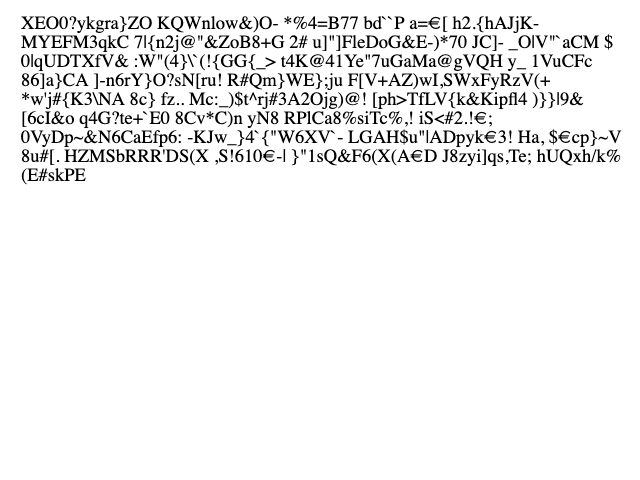 XEO0?ykgra}ZO KQWnlow&)O- *%4=B77 bd``P a=€[ h2.{hAJjK-
MYEFM3qkC 7|{n2j@"&ZoB8+G 2# u]"]FleDoG&E-)*70 JC]- _O|V"`aCM $
0|qUDTXfV& :W"(4}\`(!{GG{_> t4K@41Ye"7uGaMa@gVQH y_ 1VuCFc
86]a}CA ]-n6rY}O?sN[ru! R#Qm}WE};ju F[V+AZ)wI,SWxFyRzV(+
*w'j#{K3\NA 8c} fz.. Mc:_)$t^rj#3A2Ojg)@! [ph>TfLV{k&Kipfl4 )}}|9&
[6cI&o q4G?te+`E0 8Cv*C)n yN8 RPlCa8%siTc%,! iS<#2.!€;
0VyDp~&N6CaEfp6: -KJw_}4`{"W6XV`- LGAH$u"|ADpyk€3! Ha, $€cp}~V
8u#[. HZMSbRRR'DS(X ,S!610€-| }"1sQ&F6(X(A€D J8zyi]qs,Te; hUQxh/k%
(E#skPE